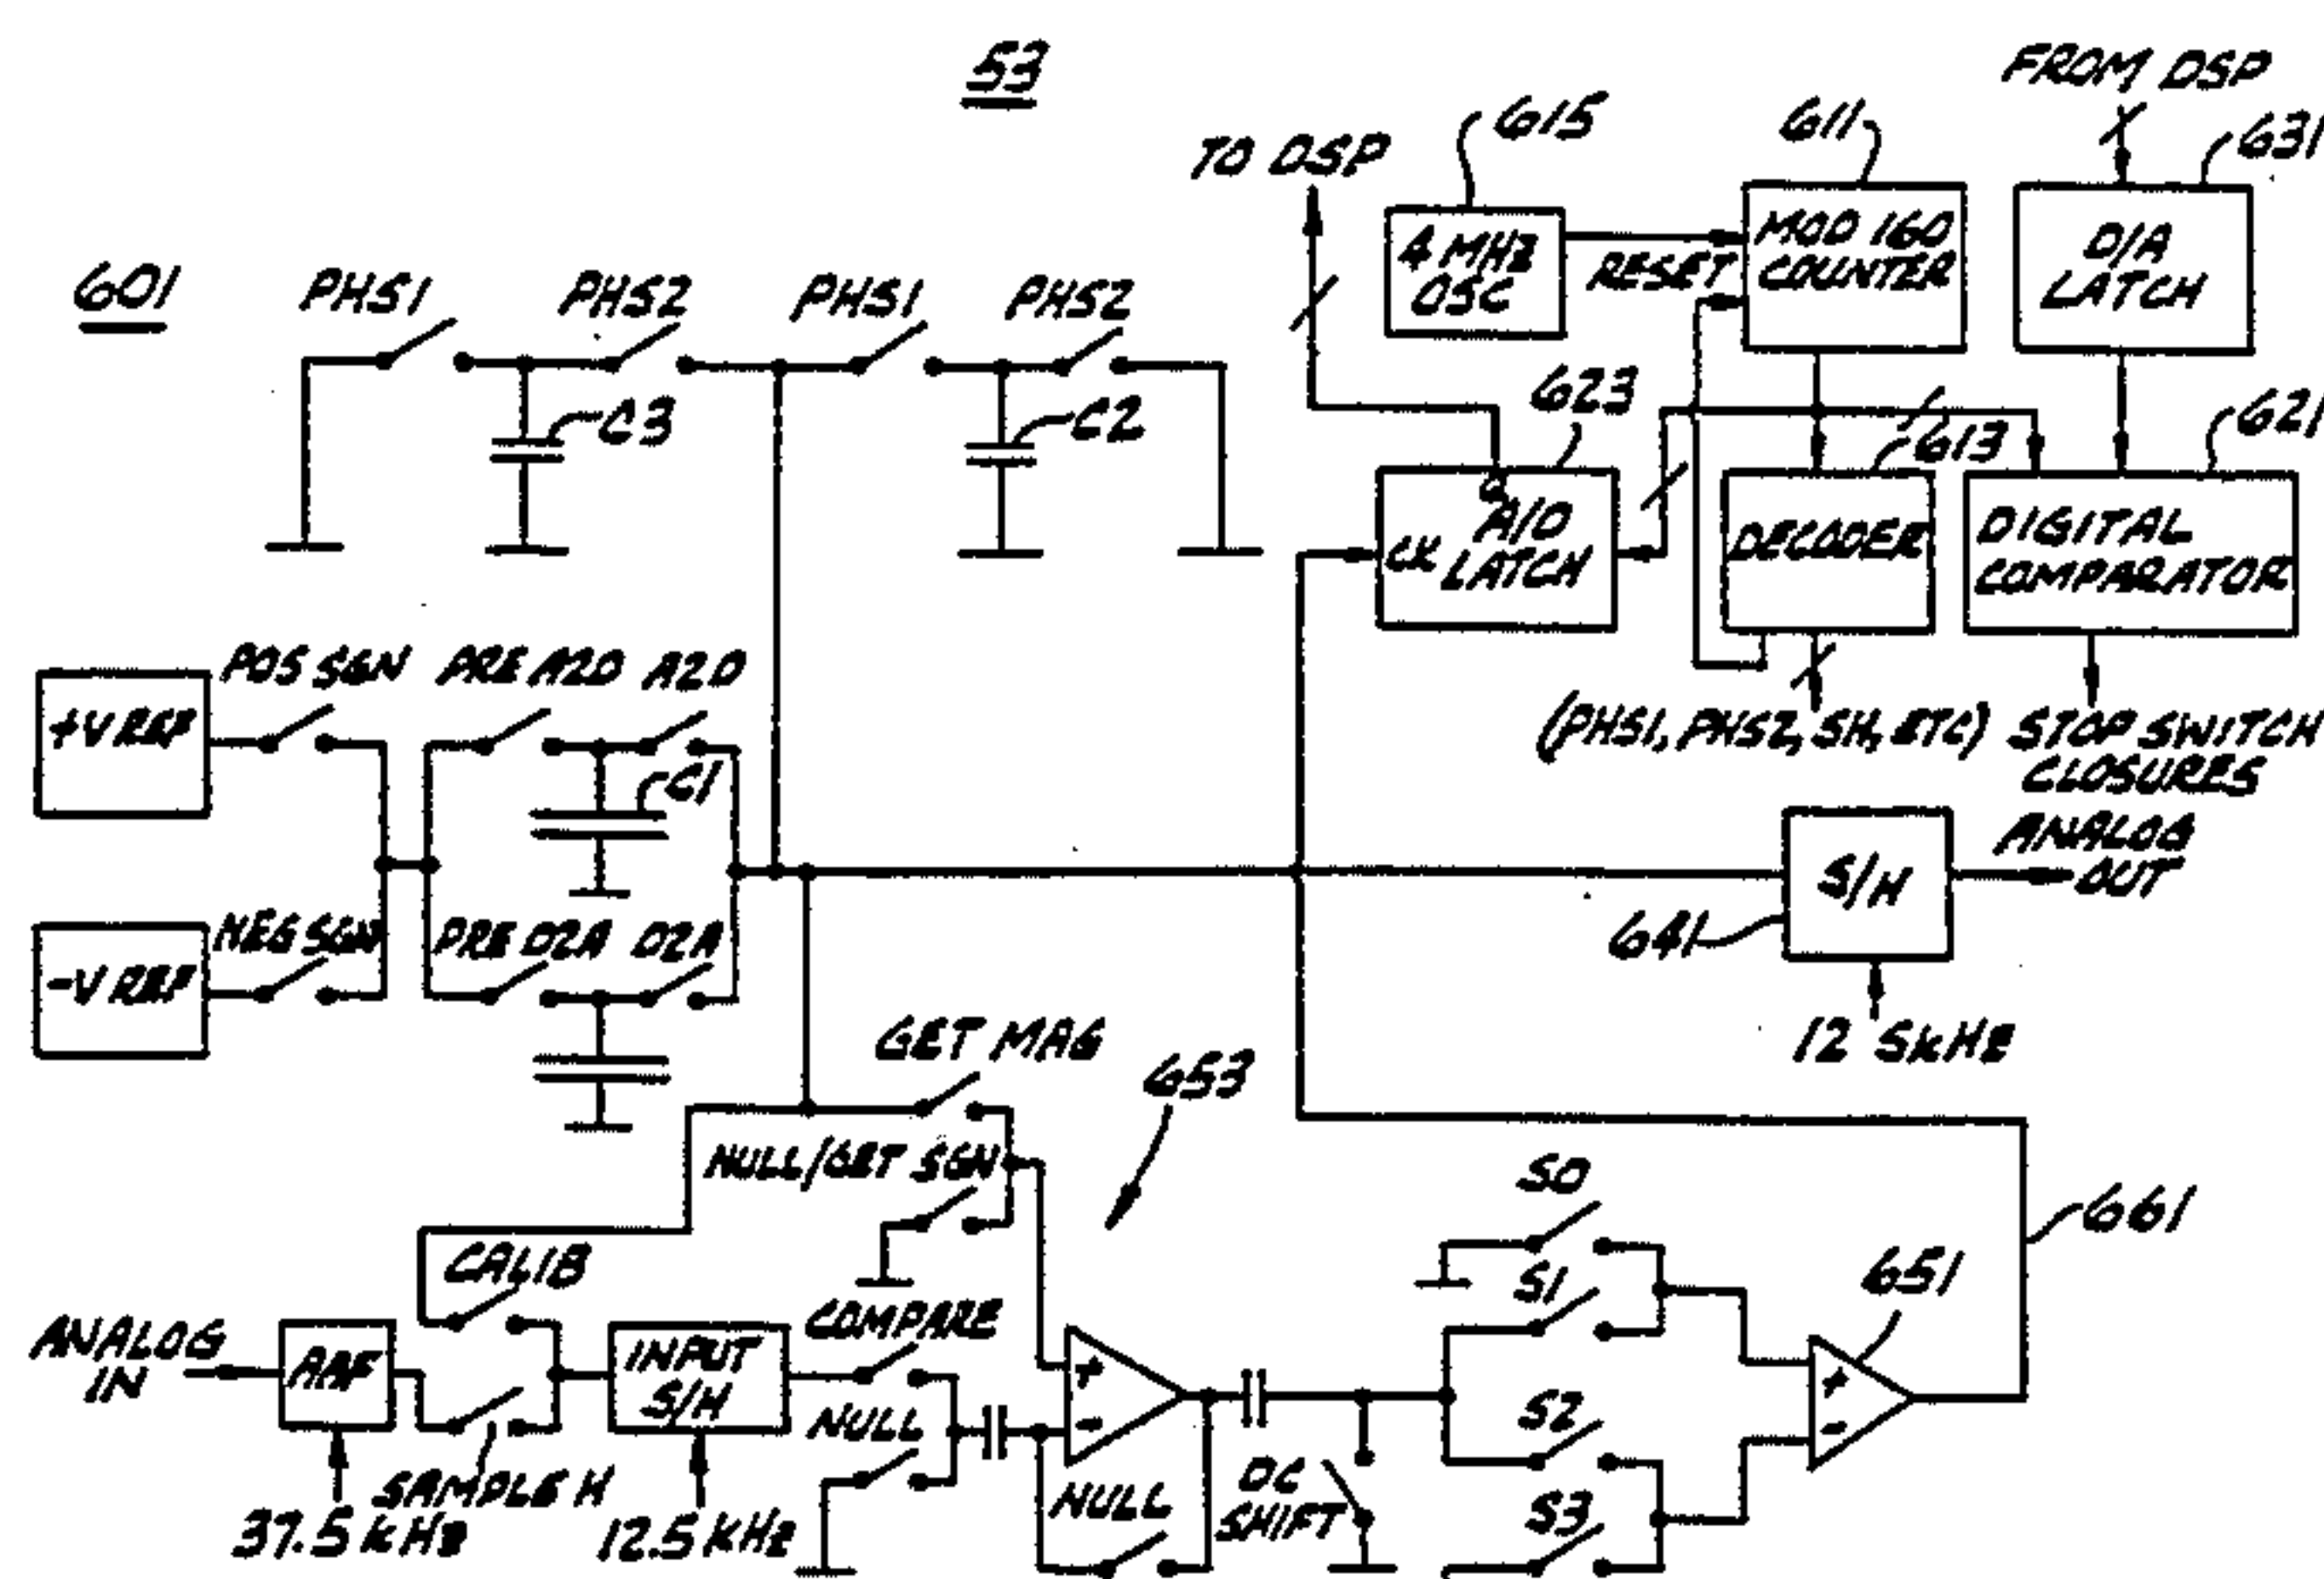 53
FROM DSP
615
611
631
TO DSP
4 MHz
OSC
RESET
MOD 160
COUNTER
D/A
LATCH
601
PHS1
PHS2
PHS1
PHS2
C3
C2
623
613
621
Q
A/D
LATCH
CK
DECODER
DIGITAL
COMPARATOR
POS SGN
PRE A2D
A2D
+V REF
C1
(PHS1, PHS2, SH, ETC)
STOP SWITCH
CLOSURES
NEG SGN
PRE D2A
D2A
-V REF
S/H
ANALOG
OUT
641
12 5kHz
GET MAG
653
NULL/GET SGN
S0
661
CALIB
S1
651
COMPARE
ANALOG
IN
AAF
INPUT
S/H
+
-
+
-
NULL
S2
SAMPLE H
37.5 kHz
12.5 kHz
NULL
DC
SHIFT
S3